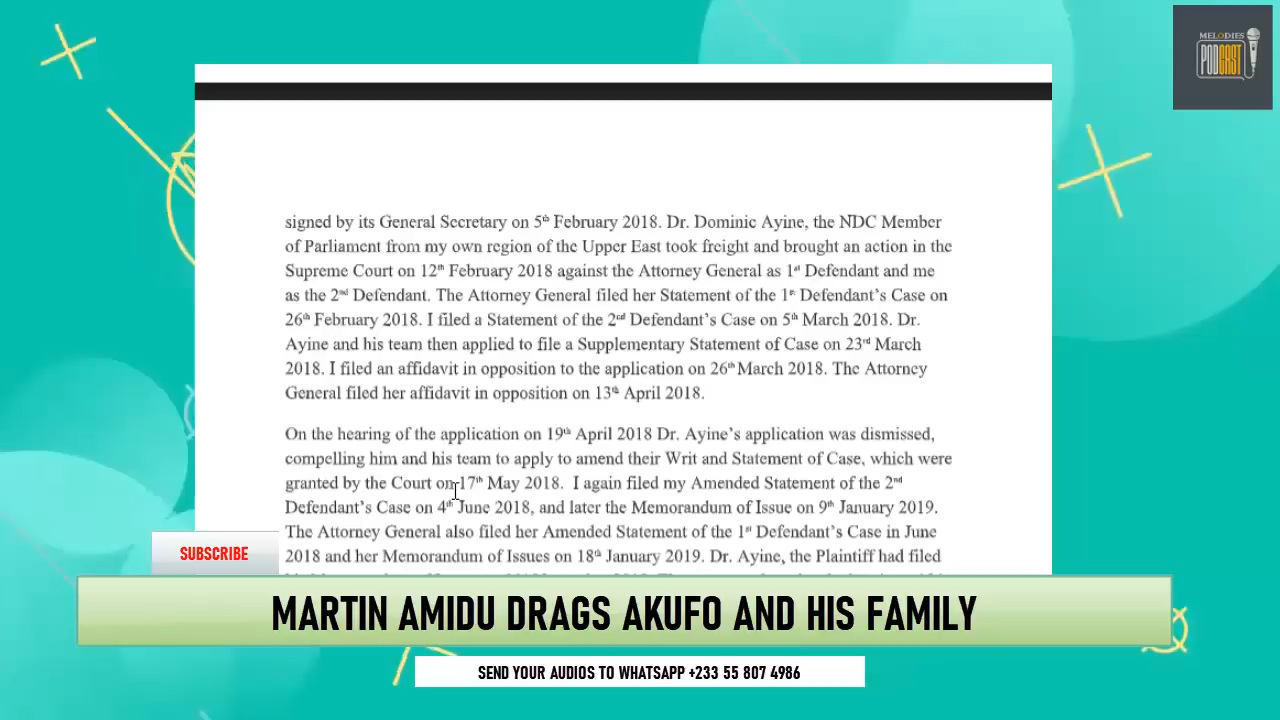 MELODIES
PODCAST
signed by its General Secretary on 5th February 2018. Dr. Dominic Ayine, the NDC Member
of Parliament from my own region of the Upper East took freight and brought an action in the
Supreme Court on 12th February 2018 against the Attorney General as 1st Defendant and me
as the 2nd Defendant. The Attorney General filed her Statement of the 1st Defendant’s Case on
26th February 2018. I filed a Statement of the 2nd Defendant’s Case on 5th March 2018. Dr.
Ayine and his team then applied to file a Supplementary Statement of Case on 23rd March
2018. I filed an affidavit in opposition to the application on 26th March 2018. The Attorney
General filed her affidavit in opposition on 13th April 2018.
On the hearing of the application on 19th April 2018 Dr. Ayine’s application was dismissed,
compelling him and his team to apply to amend their Writ and Statement of Case, which were
granted by the Court on 17th May 2018. I again filed my Amended Statement of the 2nd
Defendant’s Case on 4th June 2018, and later the Memorandum of Issue on 9th January 2019.
The Attorney General also filed her Amended Statement of the 1st Defendant’s Case in June
2018 and her Memorandum of Issues on 18th January 2019. Dr. Ayine, the Plaintiff had filed
SUBSCRIBE
MARTIN AMIDU DRAGS AKUFO AND HIS FAMILY
SEND YOUR AUDIOS TO WHATSAPP +233 55 807 4986